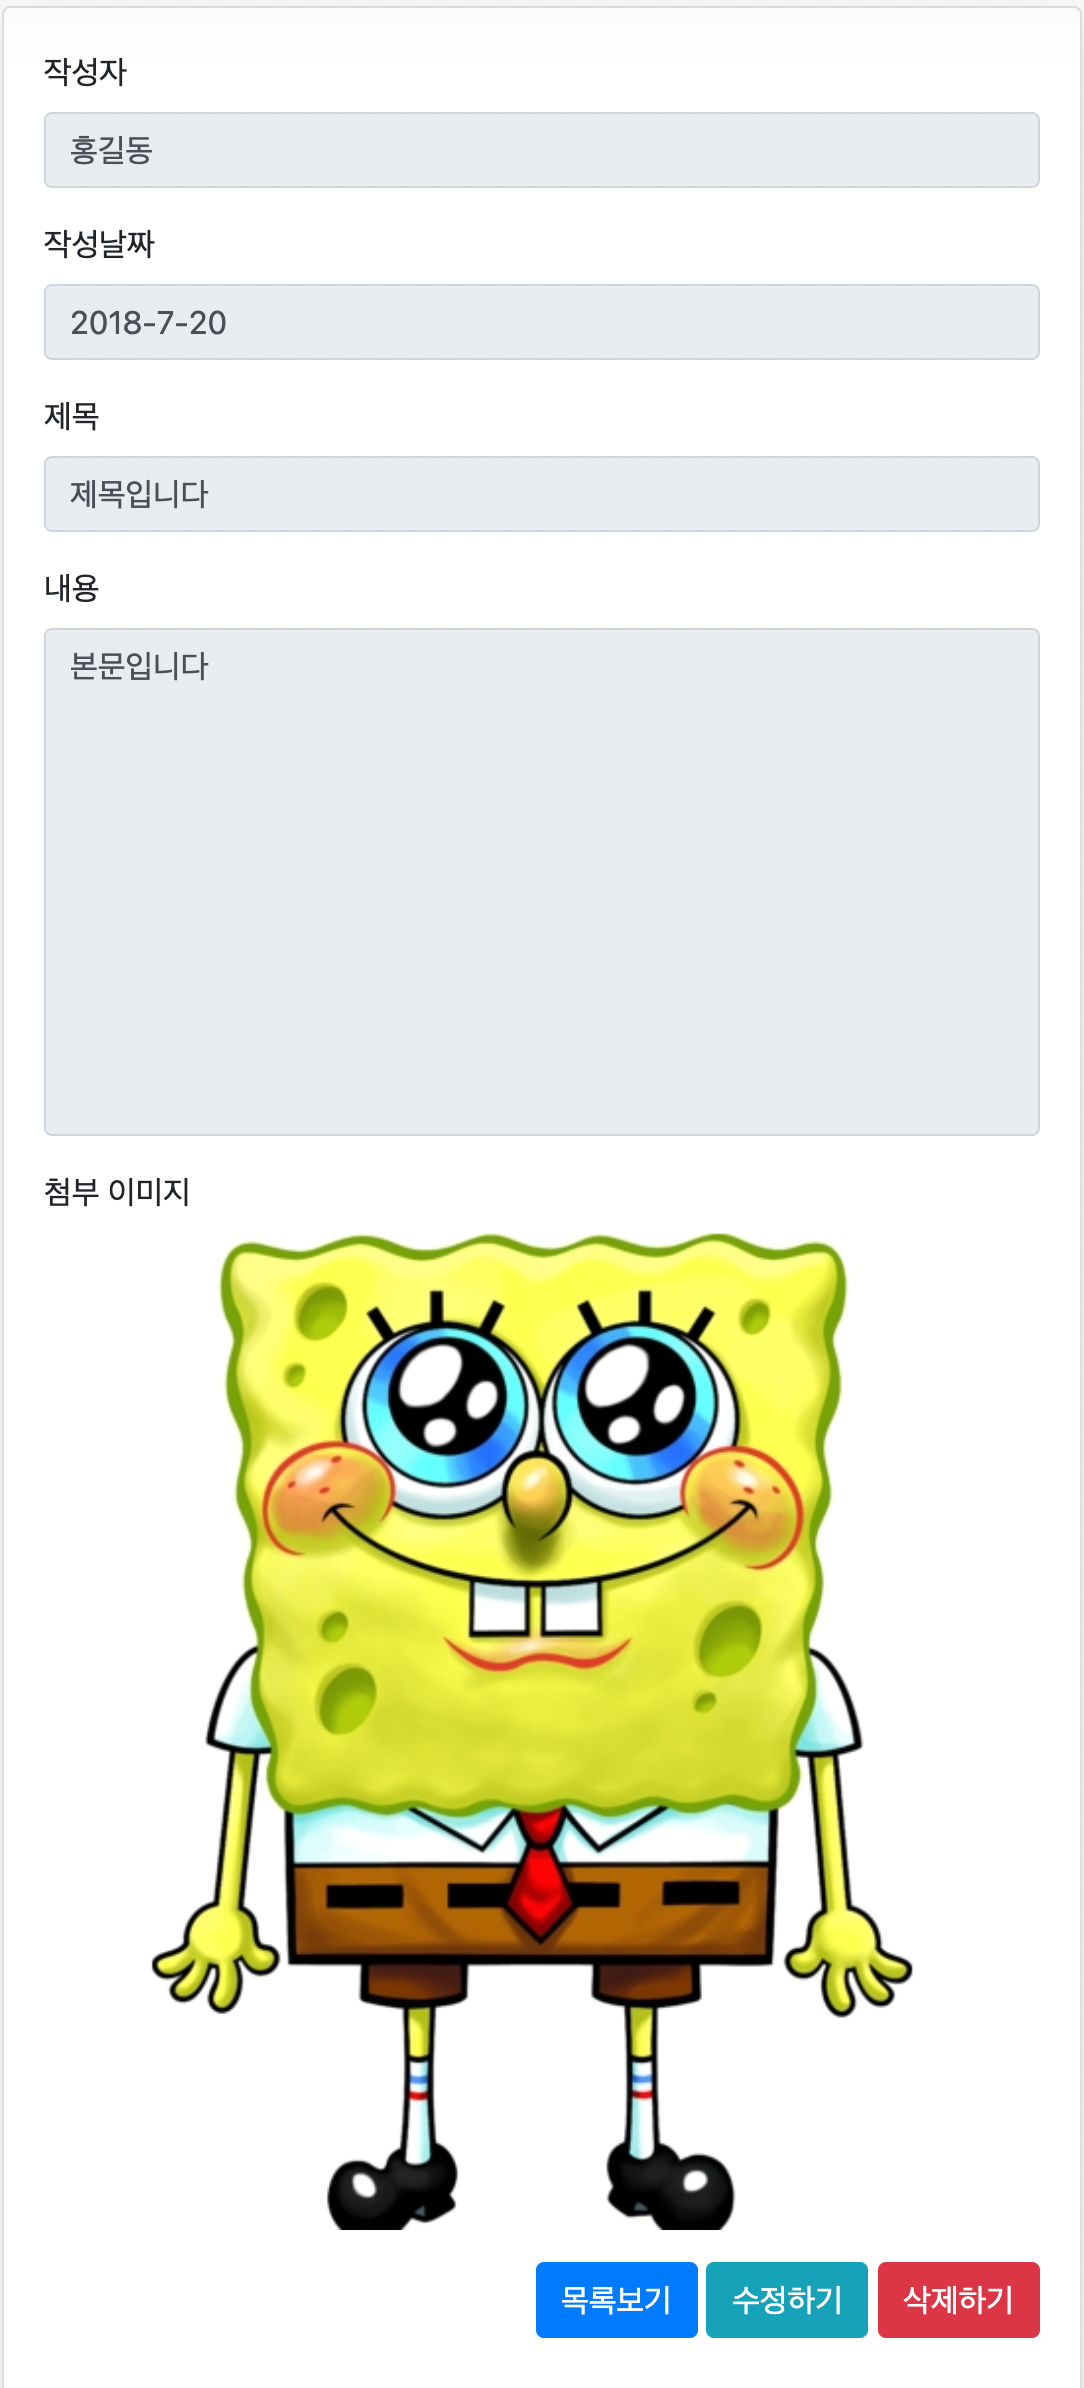 작성자
홍길동
작성날짜
2018-7-20
제목
제목입니다
내용
본문입니다
첨부 이미지
목록보기 수정하기 삭제하기